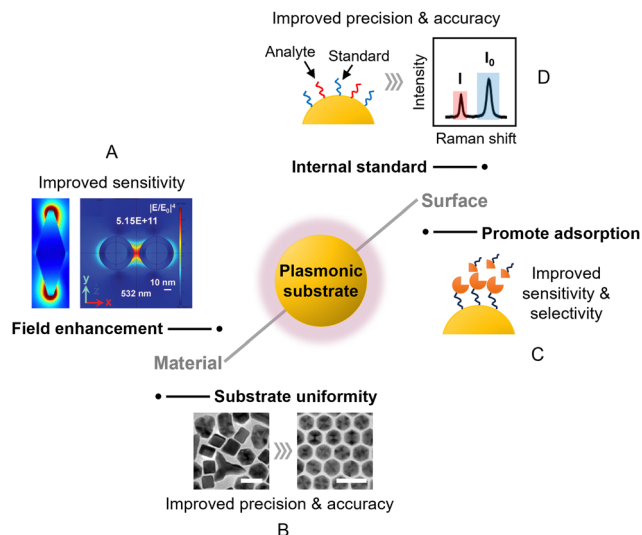 Improved precision & accuracy
Analyte
Standard
I
I₀
Intensity
Raman shift
D
Internal standard
A
Improved sensitivity
|E/E₀|⁴
5.15E+11
y
z
x
10 nm
532 nm
Field enhancement
Surface
Promote adsorption
Improved
sensitivity &
selectivity
C
Plasmonic
substrate
Material
Substrate uniformity
Improved precision & accuracy
B